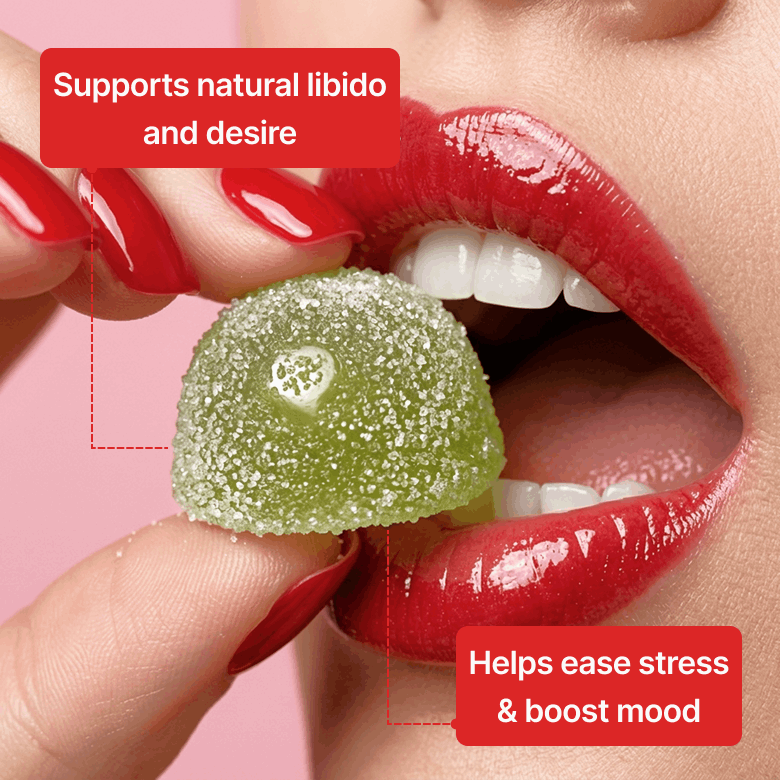 Supports natural libido
and desire
Helps ease stress
& boost mood